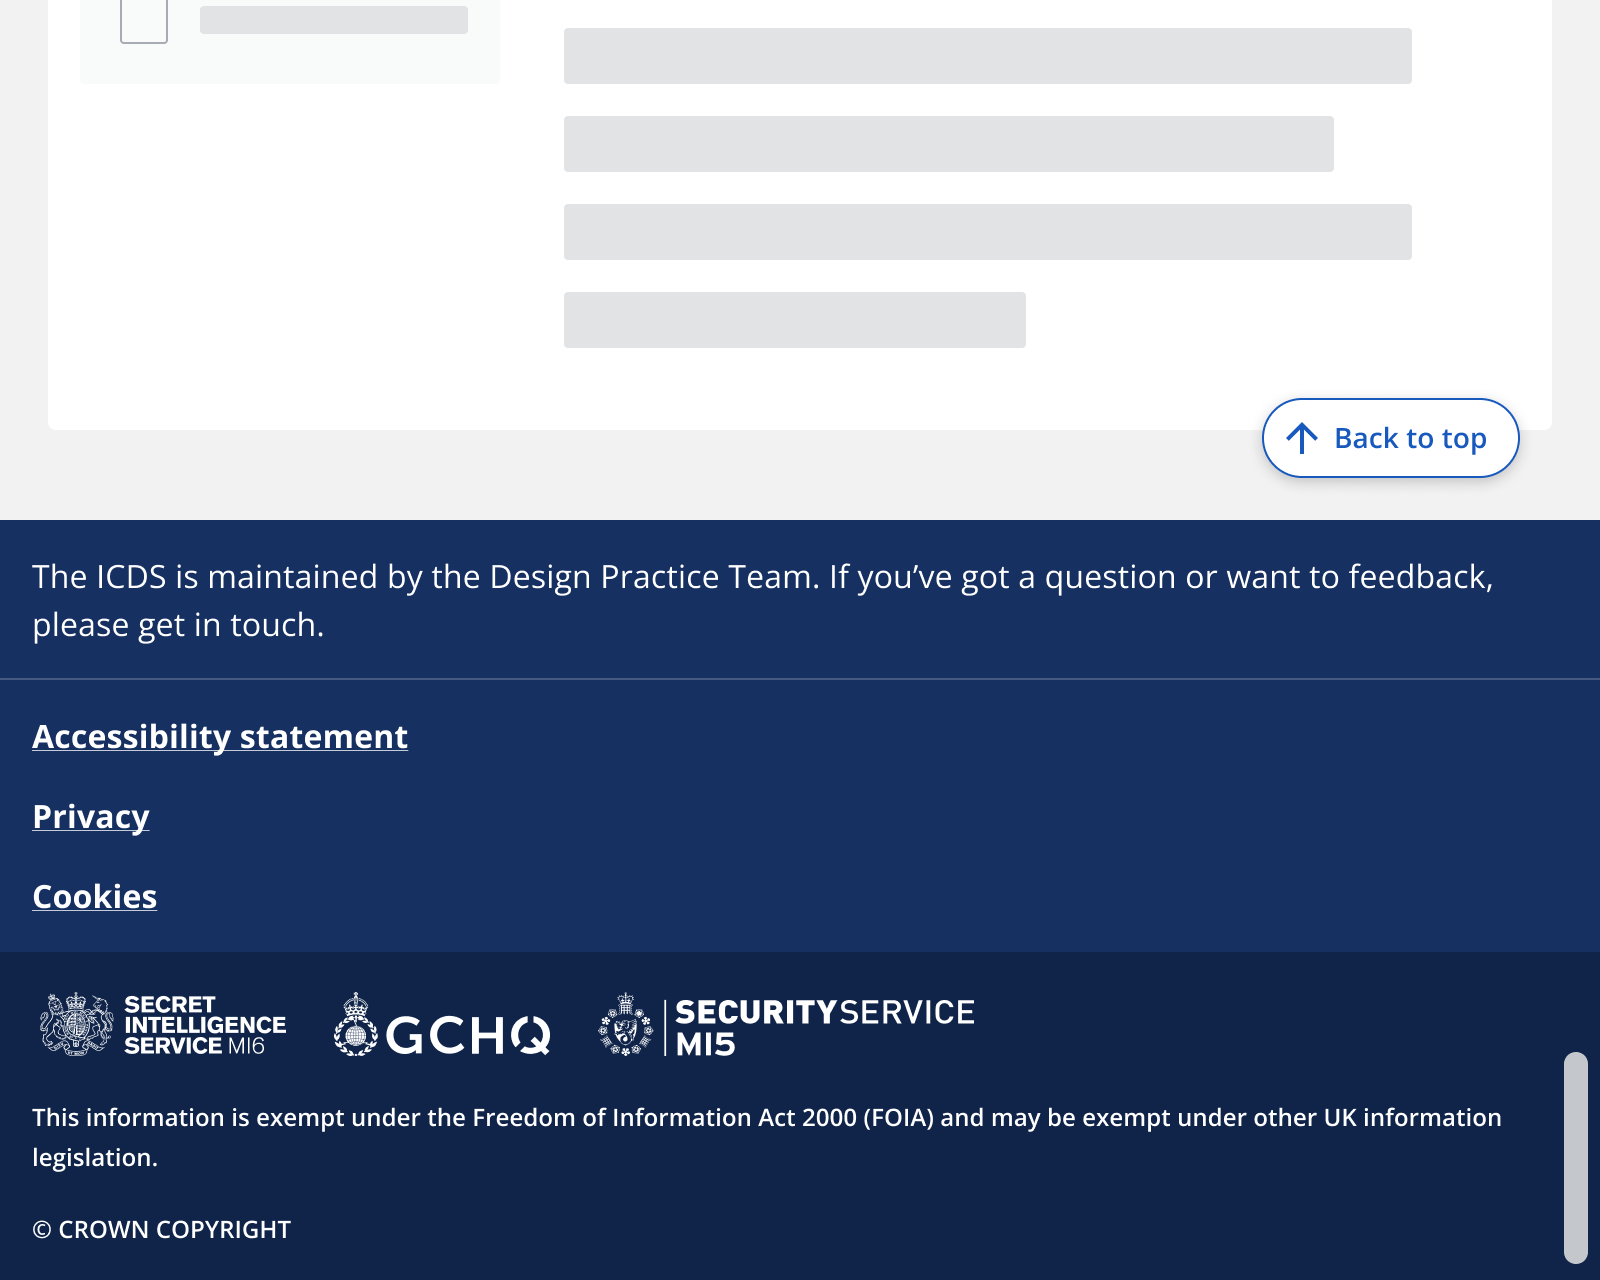 Back to top
The ICDS is maintained by the Design Practice Team. If you’ve got a question or want to feedback,
please get in touch.
Accessibility statement
Privacy
Cookies
SECRET
INTELLIGENCE
SERVICE MI6
GCHQ
SECURITYSERVICE
MI5
This information is exempt under the Freedom of Information Act 2000 (FOIA) and may be exempt under other UK information
legislation.
© CROWN COPYRIGHT